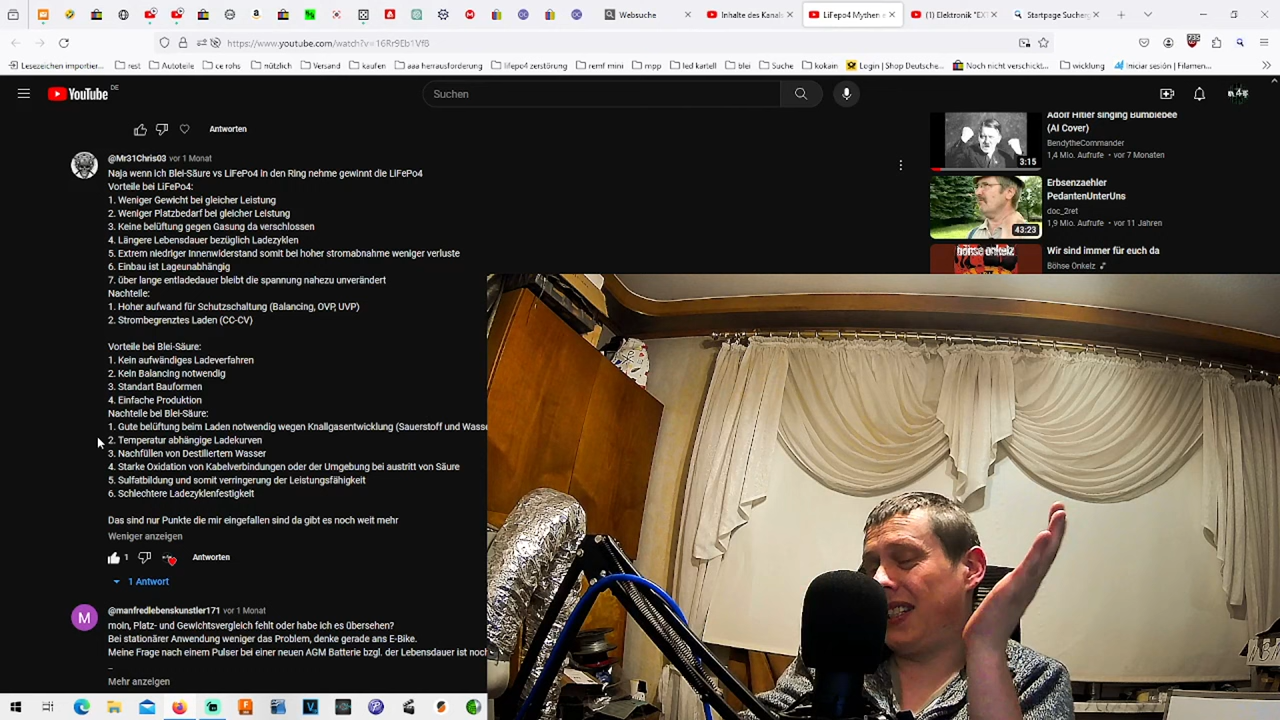 Websuche
Inhalte des Kanals
LiFepo4 Mythen
(1) Elektronik
Startpage
https://www.youtube.com/watch?v=16Rr9Eb1Vf8
Lesezeichen importier...
rest
Autoteile
ce rohs
nützlich
Versand
kaufen
aaa herrausforderung
lifepo4 zerstörung
remf mini
mpp
led kartell
blei
Suche
kokain
Login | Shop Deutsche...
Noch nicht verschickt...
wicklung
Iniciar sesión | Filamen...
YouTube DE
Suchen
Antworten
@Mr31Chris03 vor 1 Monat
Naja wenn ich Blei-Säure vs LiFePo4 in den Ring nehme gewinnt die LiFePo4
Vorteile bei LiFePo4:
1. Weniger Gewicht bei gleicher Leistung
2. Weniger Platzbedarf bei gleicher Leistung
3. Keine belüftung gegen Gasung da verschlossen
4. Längere Lebensdauer bezüglich Ladezyklen
5. Extrem niedriger Innenwiderstand somit bei hoher stromabnahme weniger verluste
6. Einbau ist Lageunabhängig
7. über lange entladedauer bleibt die spannung nahezu unverändert
Nachteile:
1. Hoher aufwand für Schutzschaltung (Balancing, OVP, UVP)
2. Strombegrenztes Laden (CC-CV)
Vorteile bei Blei-Säure:
1. Kein aufwändiges Ladeverfahren
2. Kein Balancing notwendig
3. Standart Bauformen
4. Einfache Produktion
Nachteile bei Blei-Säure:
1. Gute belüftung beim Laden notwendig wegen Knallgasentwicklung (Sauerstoff und Wasse
2. Temperatur abhängige Ladekurven
3. Nachfüllen von Destilliertem Wasser
4. Starke Oxidation von Kabelverbindungen oder der Umgebung bei austritt von Säure
5. Sulfatbildung und somit verringerung der Leistungsfähigkeit
6. Schlechtere Ladezyklenfestigkeit
Das sind nur Punkte die mir eingefallen sind da gibt es noch weit mehr
Weniger anzeigen
1
Antworten
1 Antwort
M
@manfredlebenskunstler171 vor 1 Monat
moin, Platz- und Gewichtsvergleich fehlt oder habe ich es übersehen?
Bei stationärer Anwendung weniger das Problem, denke gerade ans E-Bike.
Meine Frage nach einem Pulser bei einer neuen AGM Batterie bzgl. der Lebensdauer ist noch
...
Mehr anzeigen
Adolf Hitler singing Bumblebee
(AI Cover)
BendytheCommander
1,4 Mio. Aufrufe • vor 7 Monaten
3:15
Erbsenzaehler
PedantenUnterUns
doc_2ret
1,9 Mio. Aufrufe • vor 11 Jahren
43:23
böhse onkelz
Wir sind immer für euch da
Böhse Onkelz